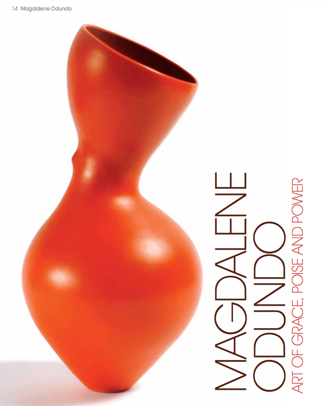 14 Magdalene Odundo
MAGDALENE
ODUNDO
ART OF GRACE, POISE AND POWER